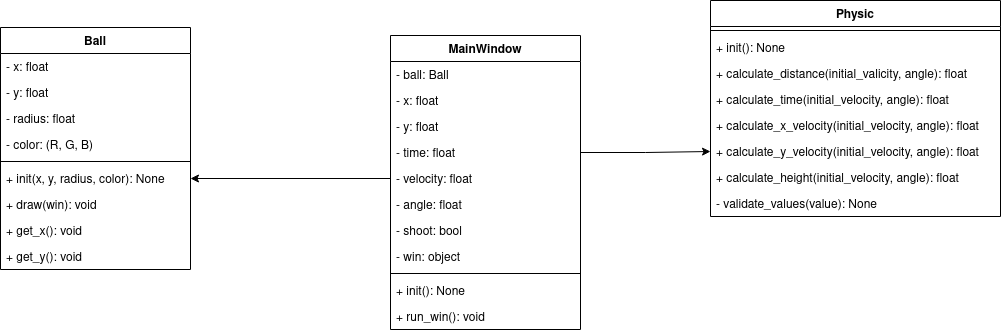 Ball
- x: float
- y: float
- radius: float
- color: (R, G, B)
+ init(x, y, radius, color): None
+ draw(win): void
+ get_x(): void
+ get_y(): void
MainWindow
- ball: Ball
- x: float
- y: float
- time: float
- velocity: float
- angle: float
- shoot: bool
- win: object
+ init(): None
+ run_win(): void
Physic
+ init(): None
+ calculate_distance(initial_valicity, angle): float
+ calculate_time(initial_velocity, angle): float
+ calculate_x_velocity(initial_velocity, angle): float
+ calculate_y_velocity(initial_velocity, angle): float
+ calculate_height(initial_velocity, angle): float
- validate_values(value): None